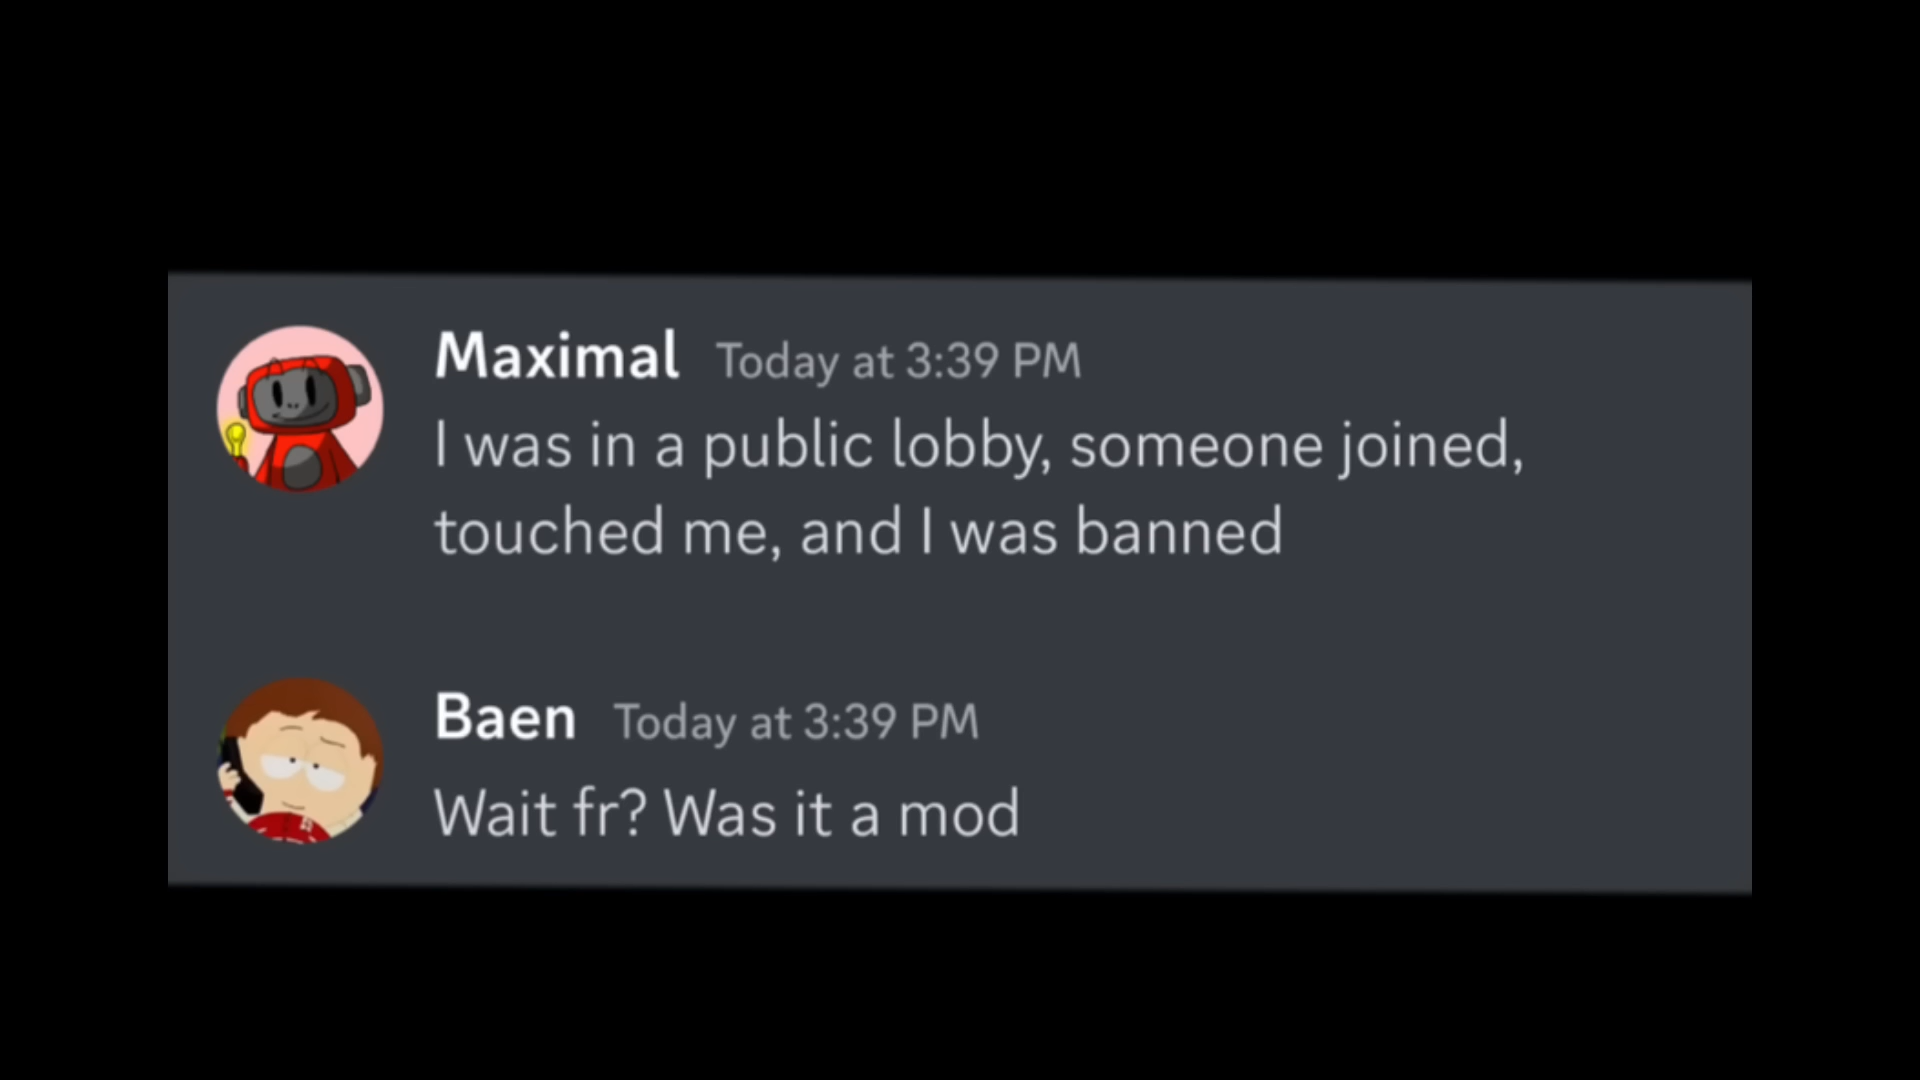 Maximal Today at 3:39 PM
I was in a public lobby, someone joined,
touched me, and I was banned
Baen Today at 3:39 PM
Wait fr? Was it a mod